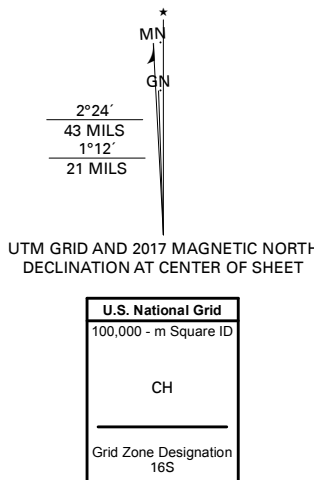 MN
GN
2°24´
43 MILS
1°12´
21 MILS
UTM GRID AND 2017 MAGNETIC NORTH
DECLINATION AT CENTER OF SHEET
U.S. National Grid
100,000 - m Square ID
CH
Grid Zone Designation
16S